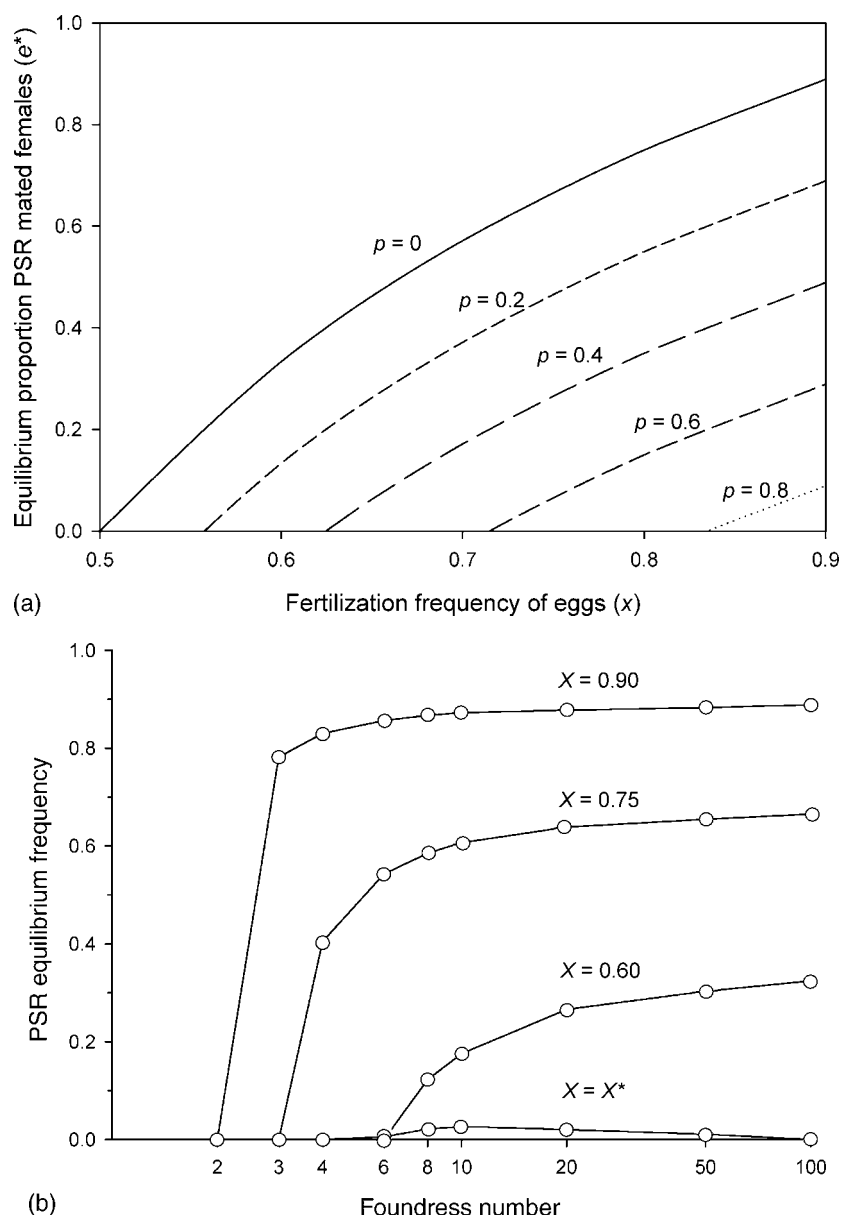 Equilibrium proportion PSR mated females (e*)
1.0
0.8
0.6
0.4
0.2
0.0
p = 0
p = 0.2
p = 0.4
p = 0.6
p = 0.8
0.5
0.6
0.7
0.8
0.9
(a)
Fertilization frequency of eggs (x)
PSR equilibrium frequency
1.0
0.8
0.6
0.4
0.2
0.0
X = 0.90
X = 0.75
X = 0.60
X = X*
2
3
4
6
8
10
20
50
100
(b)
Foundress number